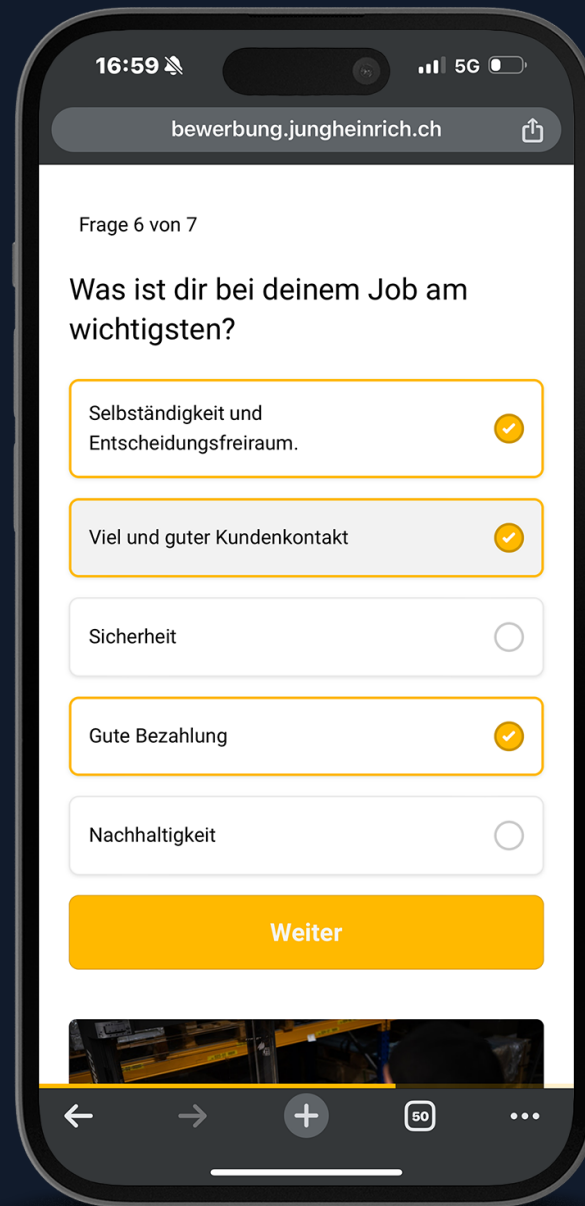 16:59
5G
bewerbung.jungheinrich.ch
Frage 6 von 7
Was ist dir bei deinem Job am
wichtigsten?
Selbständigkeit und
Entscheidungsfreiraum.
Viel und guter Kundenkontakt
Sicherheit
Gute Bezahlung
Nachhaltigkeit
Weiter
50